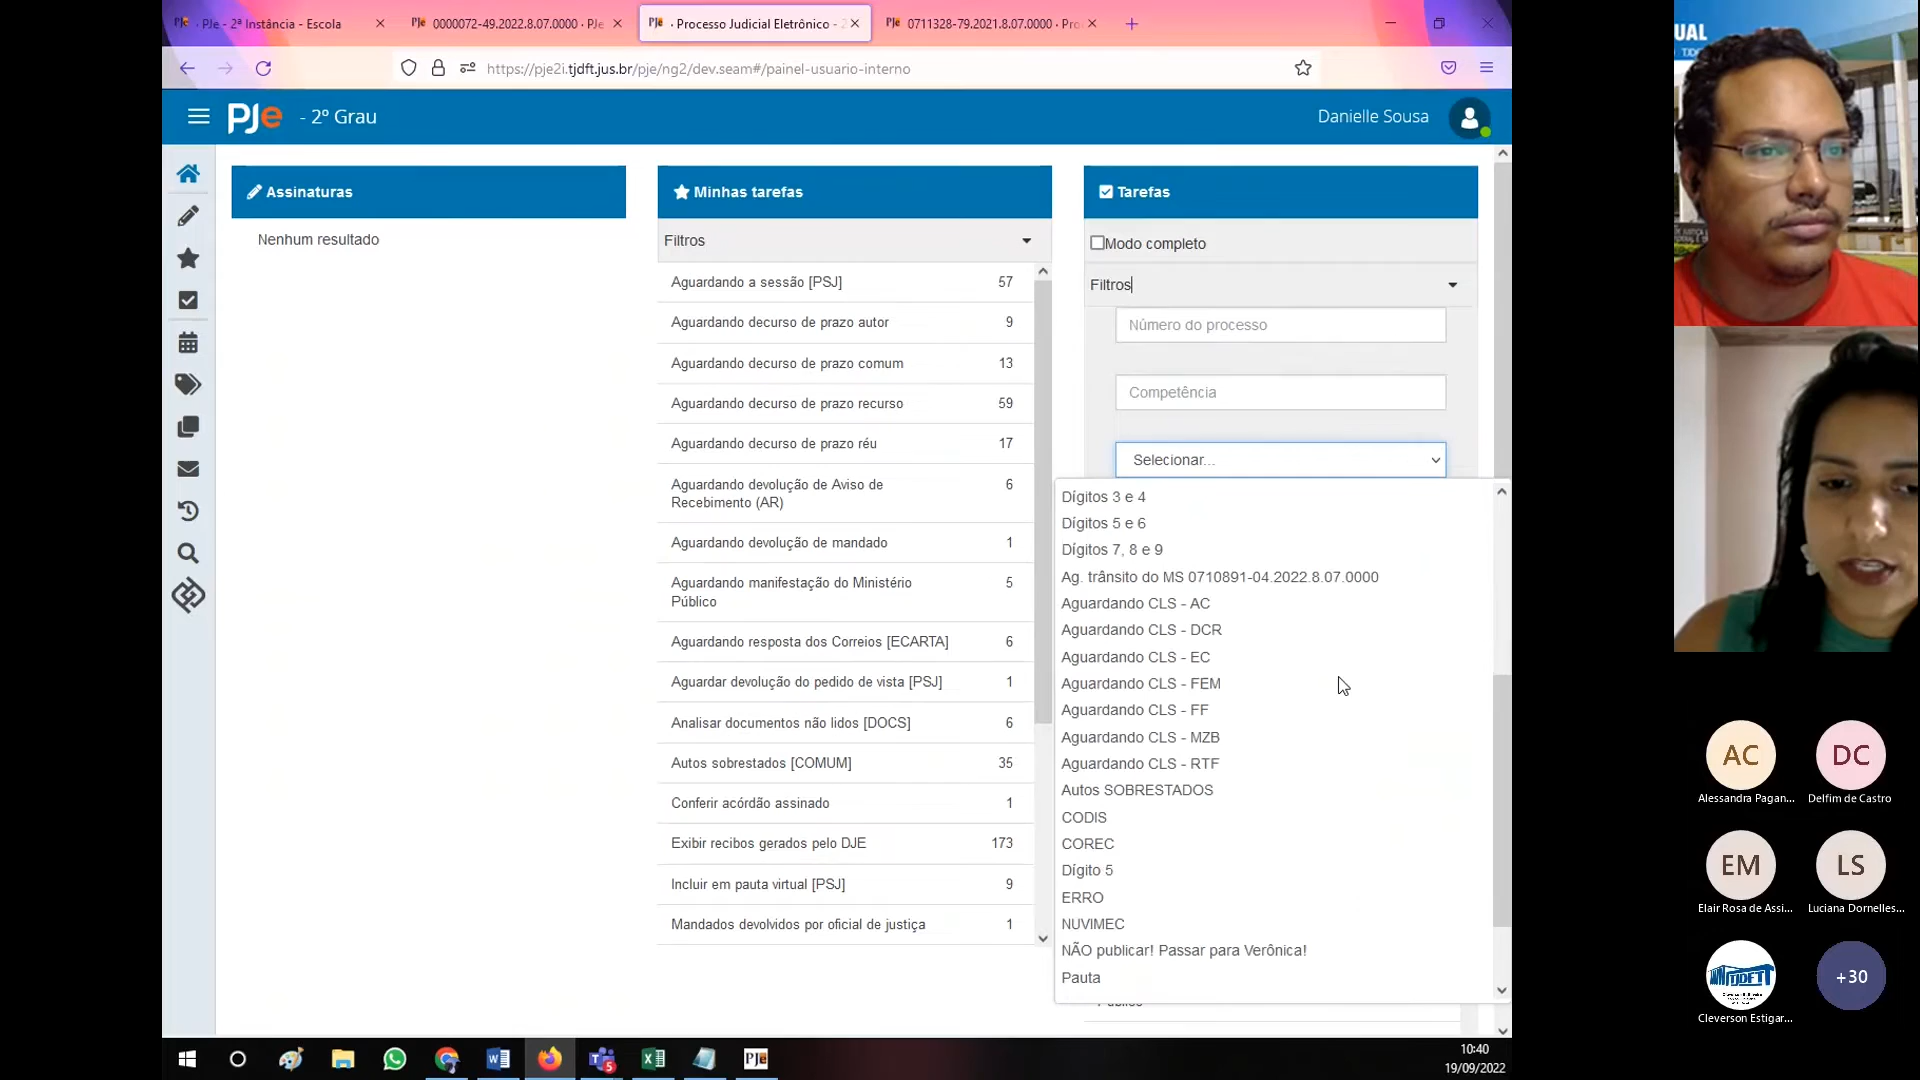 PJe - 2ª Instância - Escola
PJe 0000072-49.2022.8.07.0000 · PJe
PJe · Processo Judicial Eletrônico - 2
PJe 0711328-79.2021.8.07.0000 · Pro
https://pje2i.tjdft.jus.br/pje/ng2/dev.seam#/painel-usuario-interno
PJe - 2º Grau
Danielle Sousa
Assinaturas
Nenhum resultado
Minhas tarefas
Filtros
Aguardando a sessão [PSJ] 57
Aguardando decurso de prazo autor 9
Aguardando decurso de prazo comum 13
Aguardando decurso de prazo recurso 59
Aguardando decurso de prazo réu 17
Aguardando devolução de Aviso de 6
Recebimento (AR)
Aguardando devolução de mandado 1
Aguardando manifestação do Ministério 5
Público
Aguardando resposta dos Correios [ECARTA] 6
Aguardar devolução do pedido de vista [PSJ] 1
Analisar documentos não lidos [DOCS] 6
Autos sobrestados [COMUM] 35
Conferir acórdão assinado 1
Exibir recibos gerados pelo DJE 173
Incluir em pauta virtual [PSJ] 9
Mandados devolvidos por oficial de justiça 1
Tarefas
Modo completo
Filtros
Número do processo
Competência
Selecionar...
Dígitos 3 e 4
Dígitos 5 e 6
Dígitos 7, 8 e 9
Ag. trânsito do MS 0710891-04.2022.8.07.0000
Aguardando CLS - AC
Aguardando CLS - DCR
Aguardando CLS - EC
Aguardando CLS - FEM
Aguardando CLS - FF
Aguardando CLS - MZB
Aguardando CLS - RTF
Autos SOBRESTADOS
CODIS
COREC
Dígito 5
ERRO
NUVIMEC
NÃO publicar! Passar para Verônica!
Pauta
UAL
TJDF
AC
Alessandra Pagan...
DC
Delfim de Castro
EM
Elair Rosa de Assi...
LS
Luciana Dornelles...
TJDFT
Cleverson Estigar...
+30
5
PJe
10:40
19/09/2022